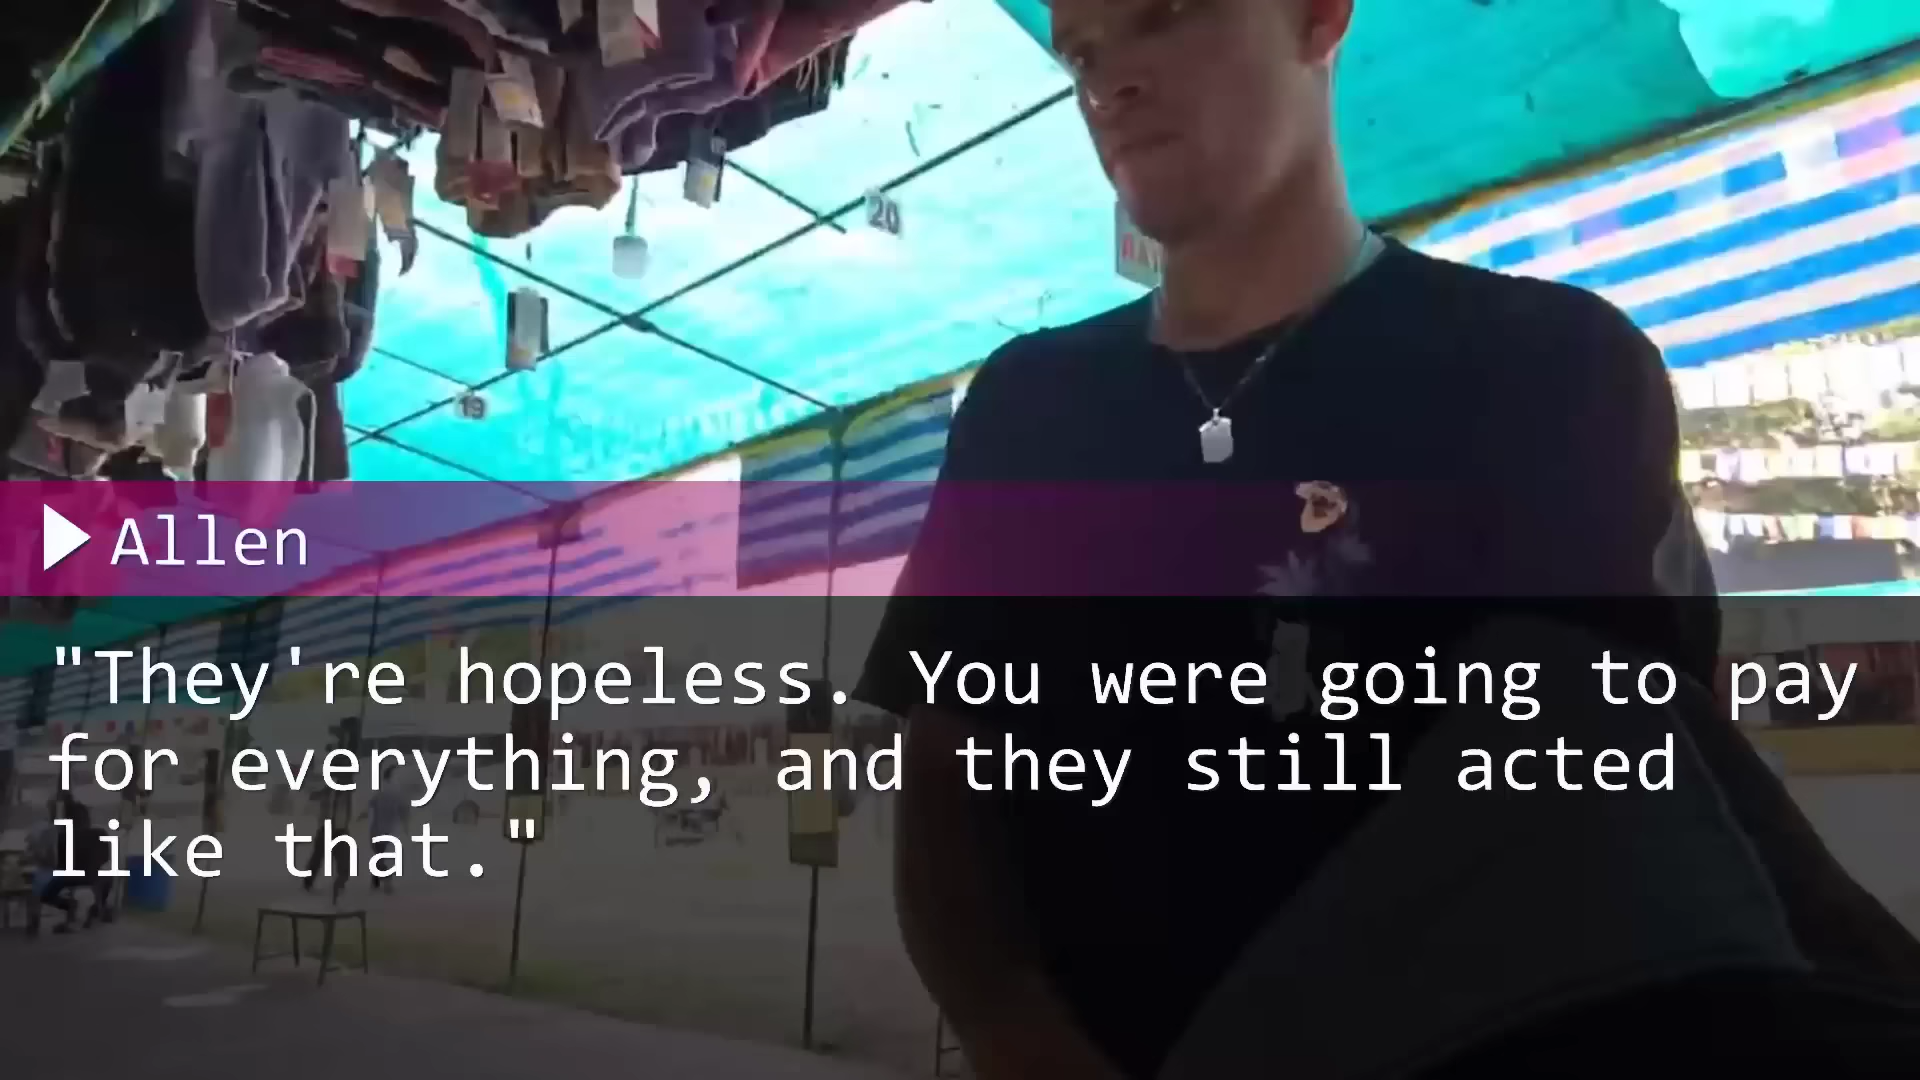 20
19
Allen
"They're hopeless. You were going to pay
for everything, and they still acted
like that."